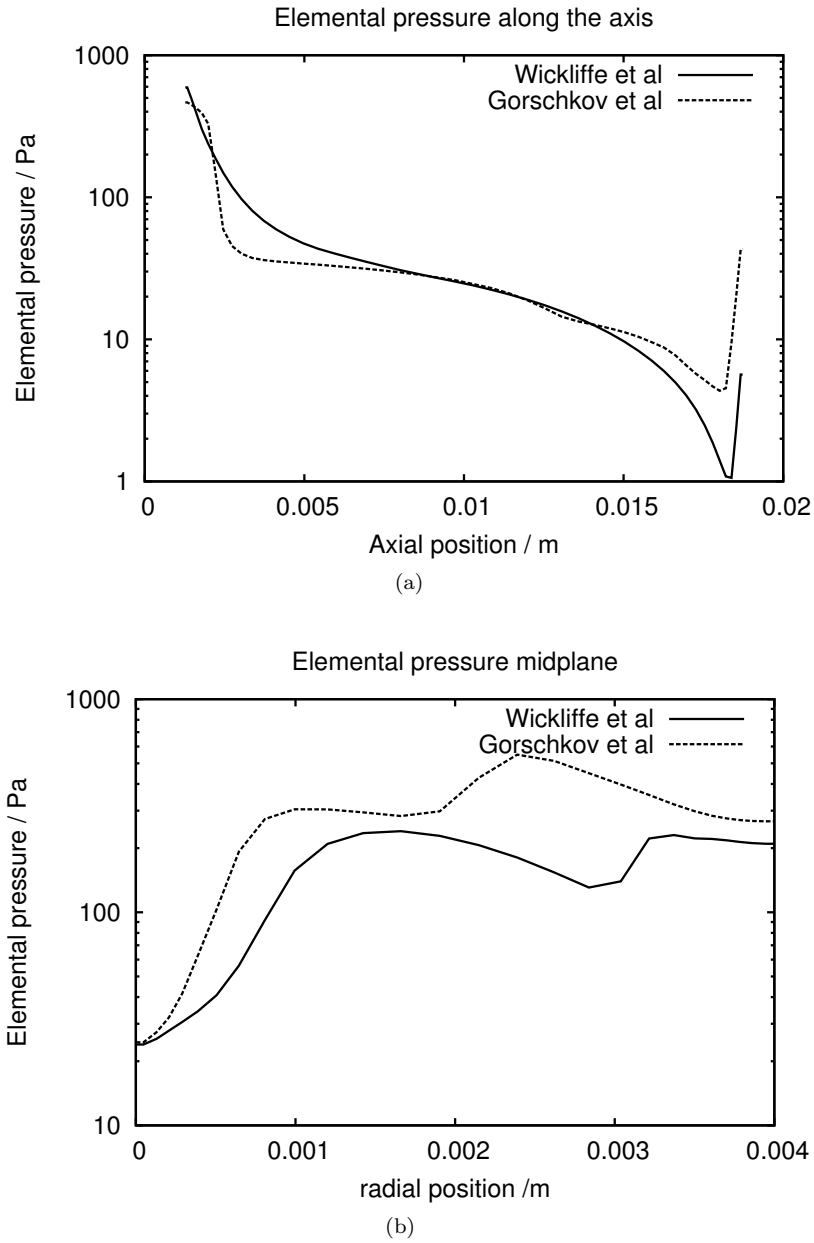 Elemental pressure along the axis
1000
Wickliffe et al
Gorschkov et al
100
10
1
Elemental pressure / Pa
0 0.005 0.01 0.015 0.02
Axial position / m
(a)
Elemental pressure midplane
1000
Wickliffe et al
Gorschkov et al
100
10
Elemental pressure / Pa
0 0.001 0.002 0.003 0.004
radial position /m
(b)